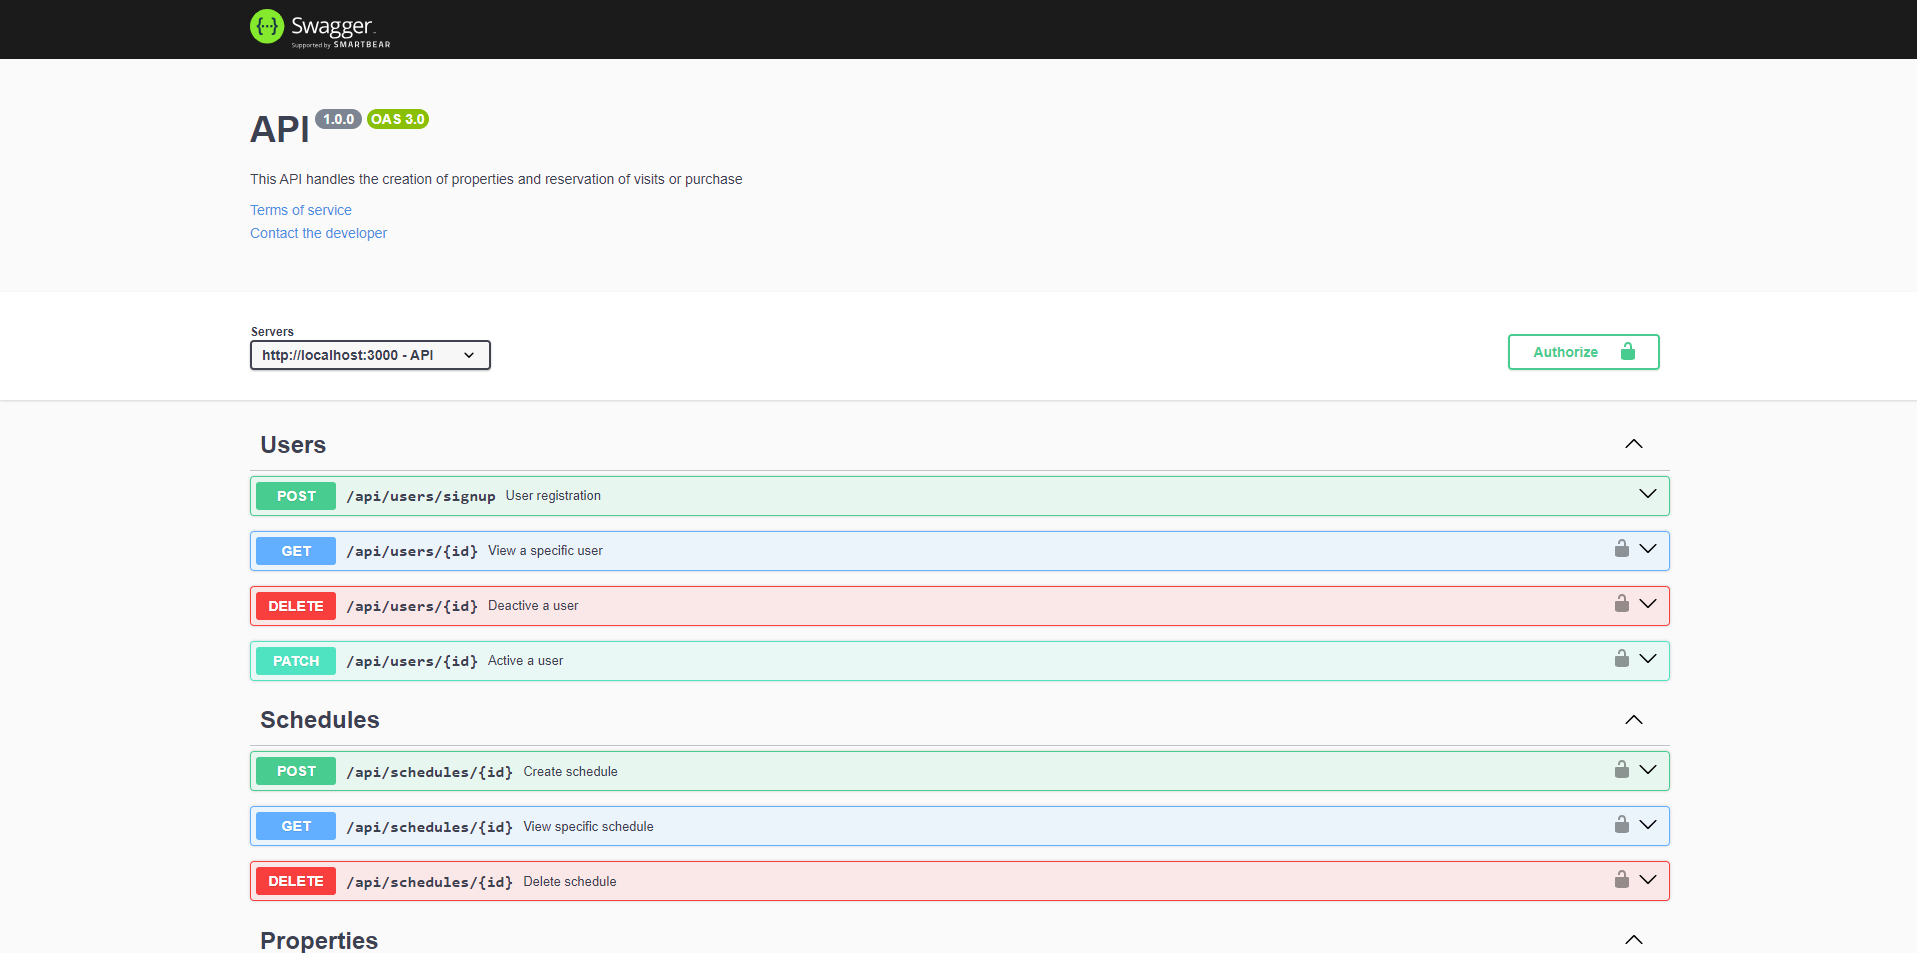 Swagger
Supported by SMARTBEAR
API 1.0.0 OAS 3.0
This API handles the creation of properties and reservation of visits or purchase
Terms of service
Contact the developer
Servers
http://localhost:3000 - API
Authorize
Users
POST /api/users/signup User registration
GET /api/users/{id} View a specific user
DELETE /api/users/{id} Deactive a user
PATCH /api/users/{id} Active a user
Schedules
POST /api/schedules/{id} Create schedule
GET /api/schedules/{id} View specific schedule
DELETE /api/schedules/{id} Delete schedule
Properties